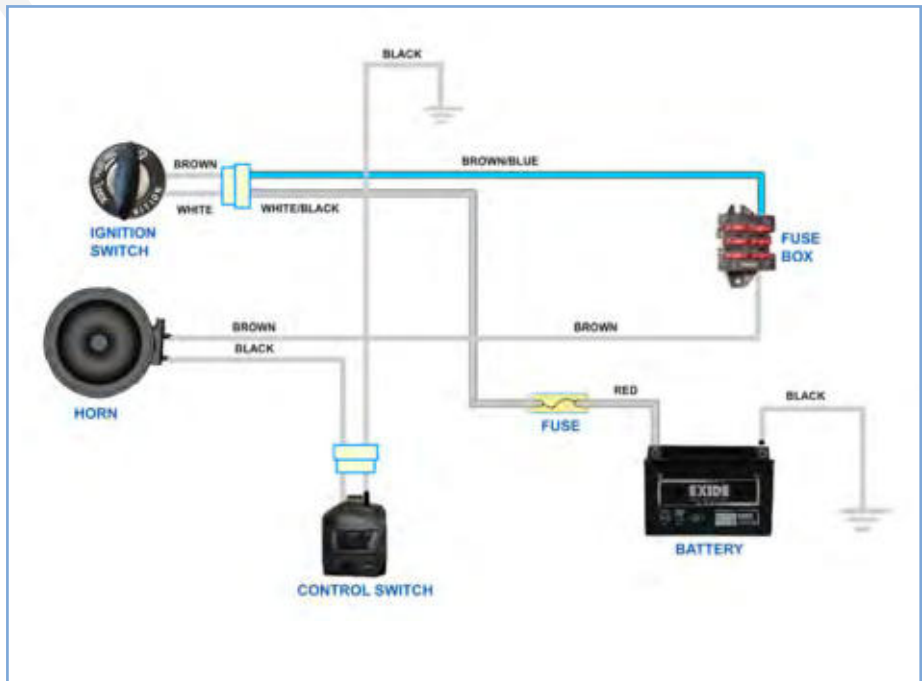 BLACK
BROWN
BROWN/BLUE
WHITE
WHITE/BLACK
IGNITION
SWITCH
FUSE
BOX
BROWN
BROWN
BLACK
HORN
RED
BLACK
FUSE
EXIDE
BATTERY
CONTROL SWITCH